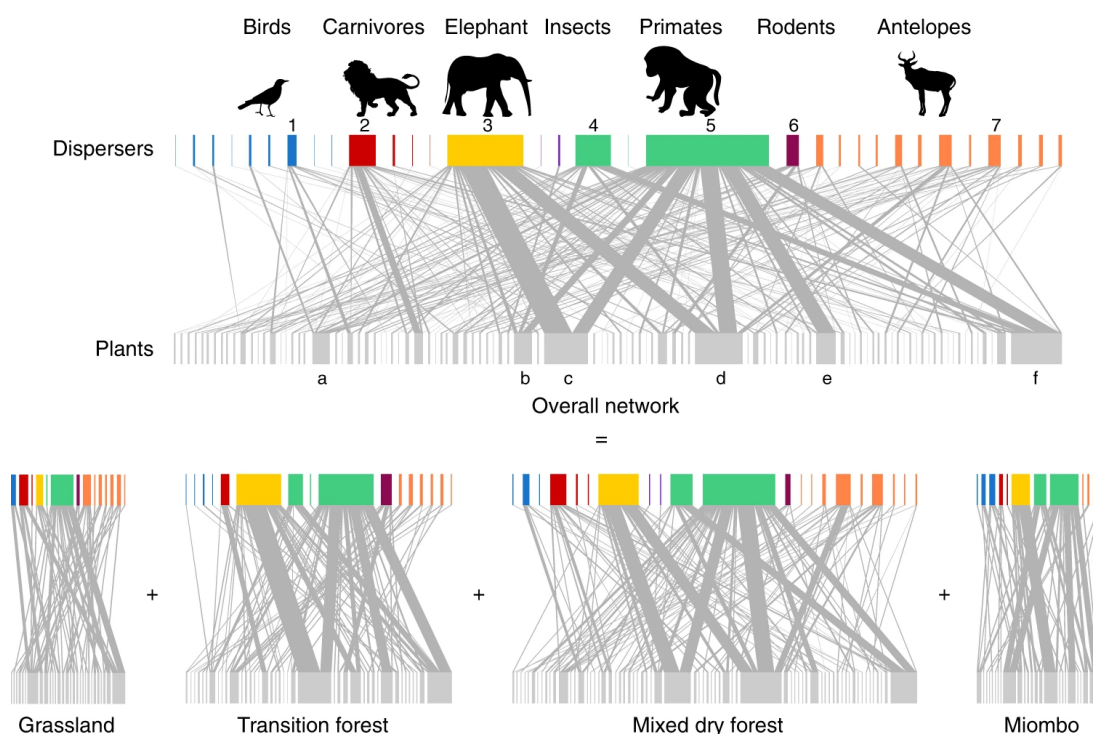 Birds Carnivores Elephant Insects Primates Rodents Antelopes
1 2 3 4 5 6 7
Dispersers
Plants
a b c d e f
Overall network
=
+ + +
Grassland Transition forest Mixed dry forest Miombo